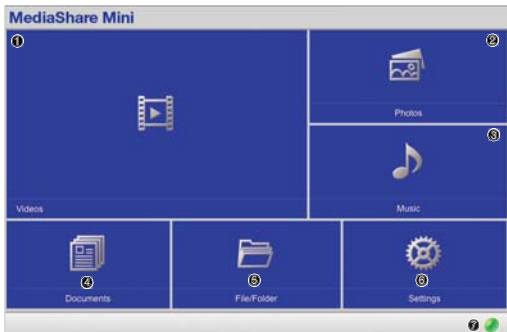 MediaShare Mini
1
2
Photos
3
Videos
Music
4
5
6
Documents
File/Folder
Settings
7